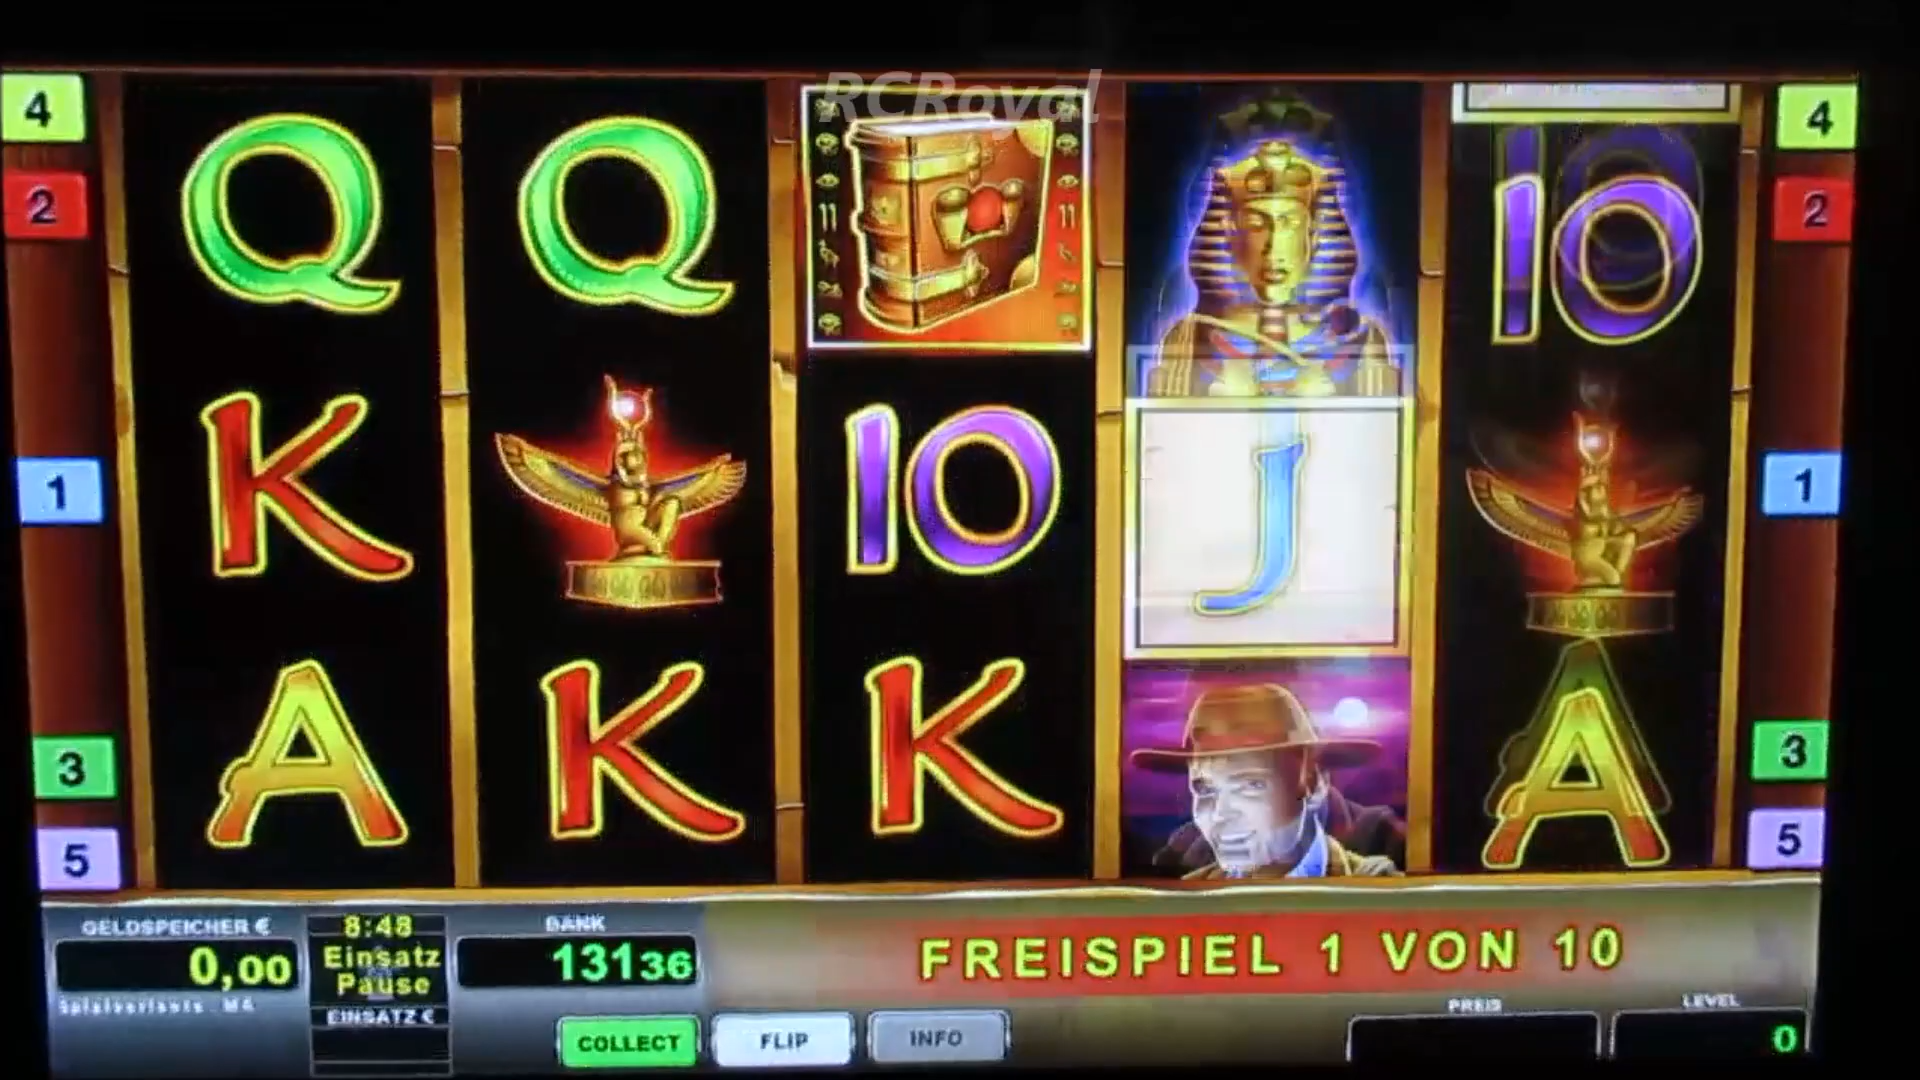 RCRoyal
4
4
Q
Q
10
2
2
K
10
J
1
1
A
K
K
A
3
3
5
5
GELDSPEICHER €
8:48
BANK
0,00
Einsatz
Pause
13136
FREISPIEL 1 VON 10
EINSATZ €
PREIS
LEVEL
COLLECT
FLIP
INFO
0